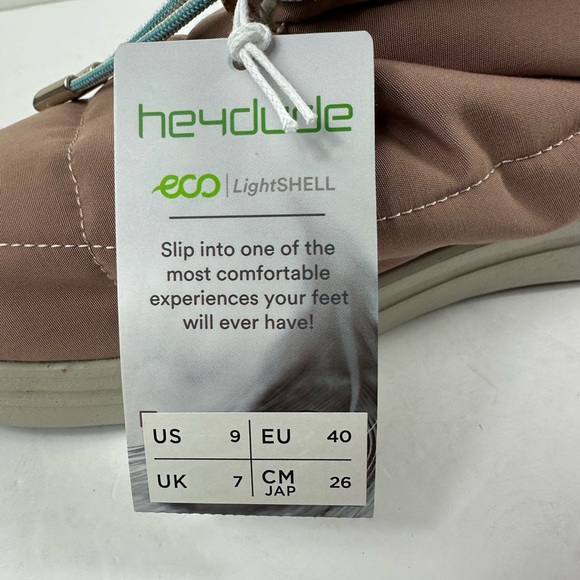 heydude
eco | LightSHELL
Slip into one of the
most comfortable
experiences your feet
will ever have!
US 9 EU 40
UK 7 CM JAP 26